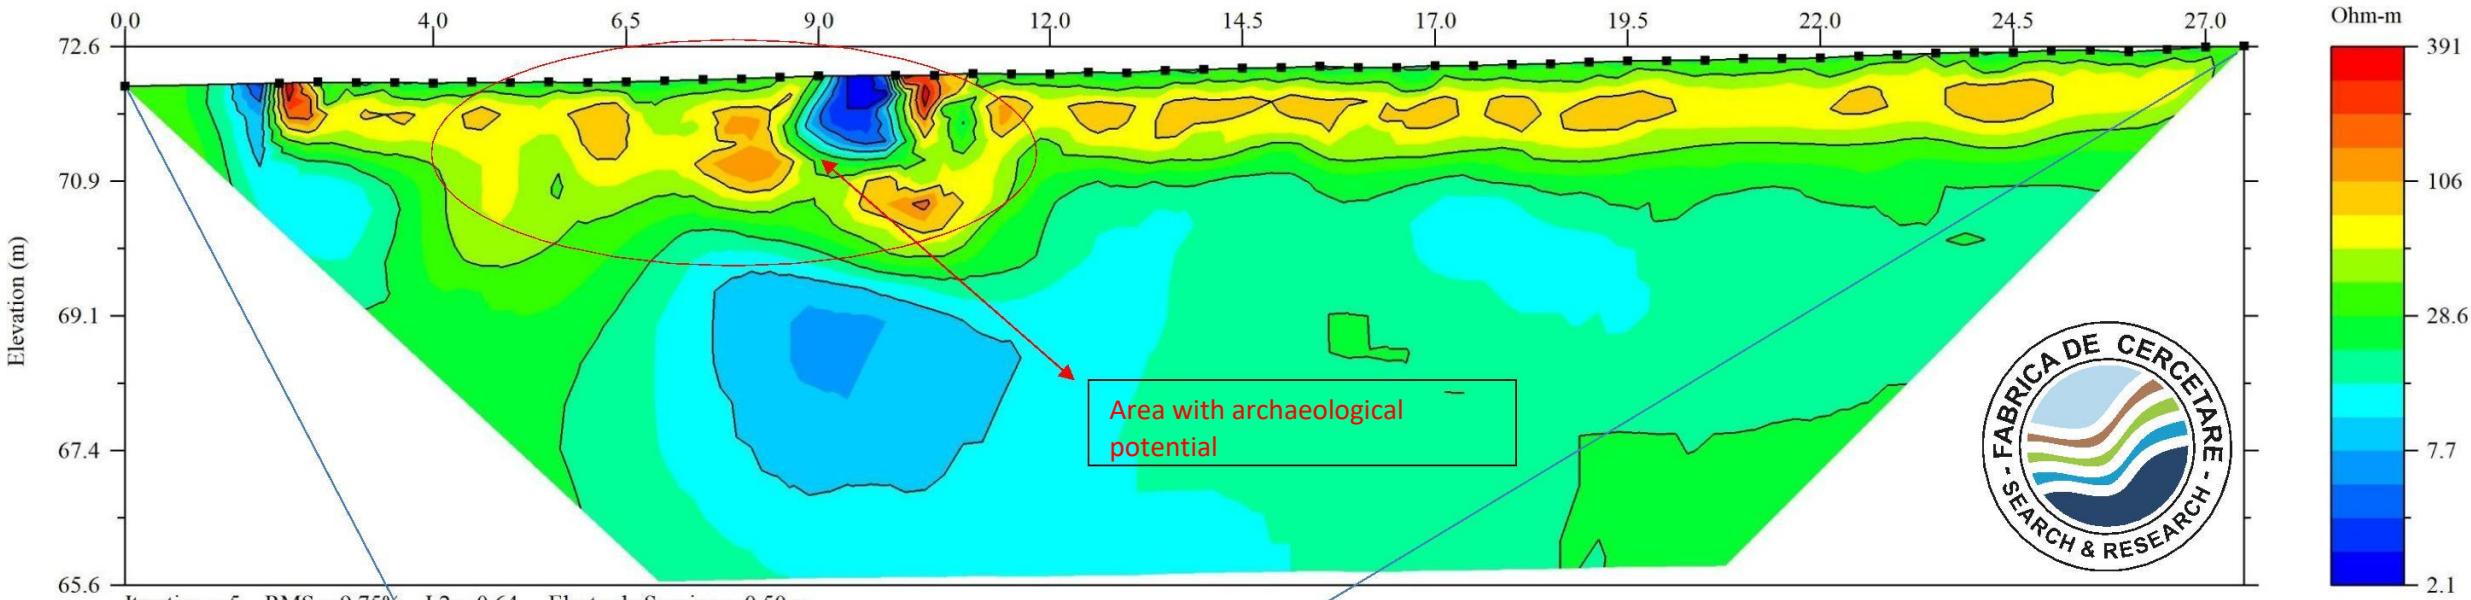 0.0 4.0 6.5 9.0 12.0 14.5 17.0 19.5 22.0 24.5 27.0
Ohm-m
72.6
70.9
69.1
67.4
65.6
Elevation (m)
391
106
28.6
7.7
2.1
Area with archaeological
potential
FABRICA DE CERCETARE
- SEARCH & RESEARCH -